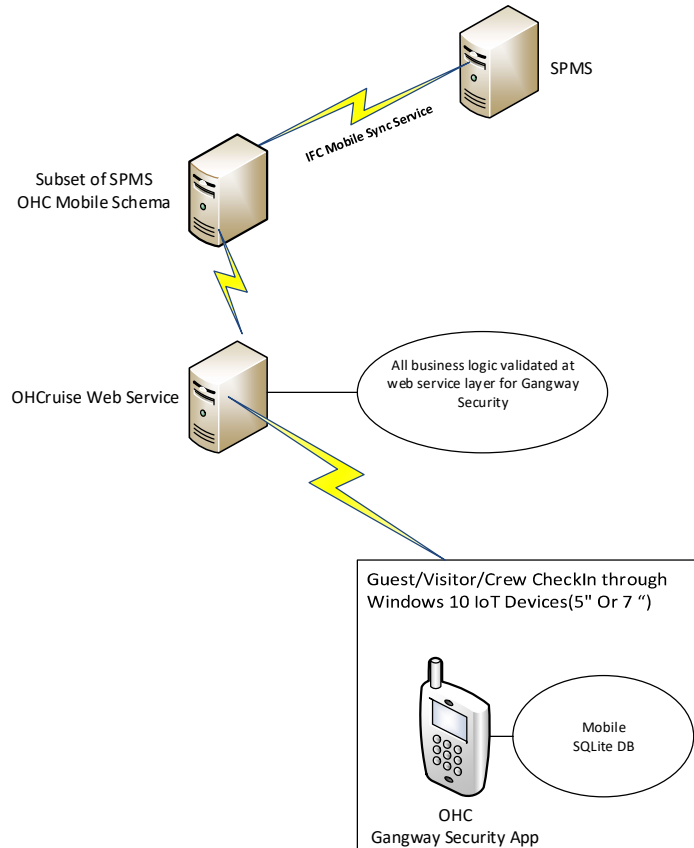 SPMS
IFC Mobile Sync Service
Subset of SPMS
OHC Mobile Schema
OHCruise Web Service
All business logic validated at
web service layer for Gangway
Security
Guest/Visitor/Crew CheckIn through
Windows 10 IoT Devices(5" Or 7 “)
Mobile
SQLite DB
OHC
Gangway Security App